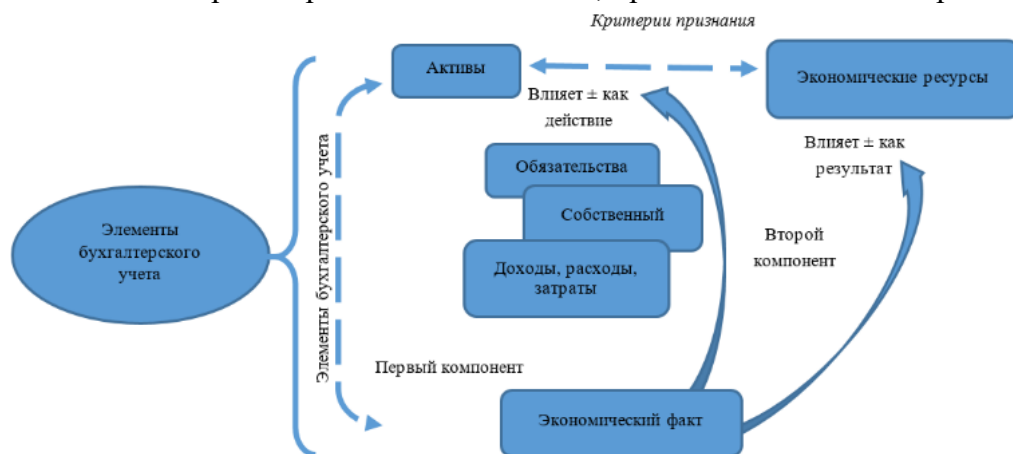 Критерии признания
Активы
Экономические ресурсы
Влияет ± как
действие
Влияет ± как
результат
Обязательства
Собственный
Доходы, расходы,
затраты
Второй
компонент
Элементы
бухгалтерского
учета
Элементы бухгалтерского учета
Первый компонент
Экономический факт